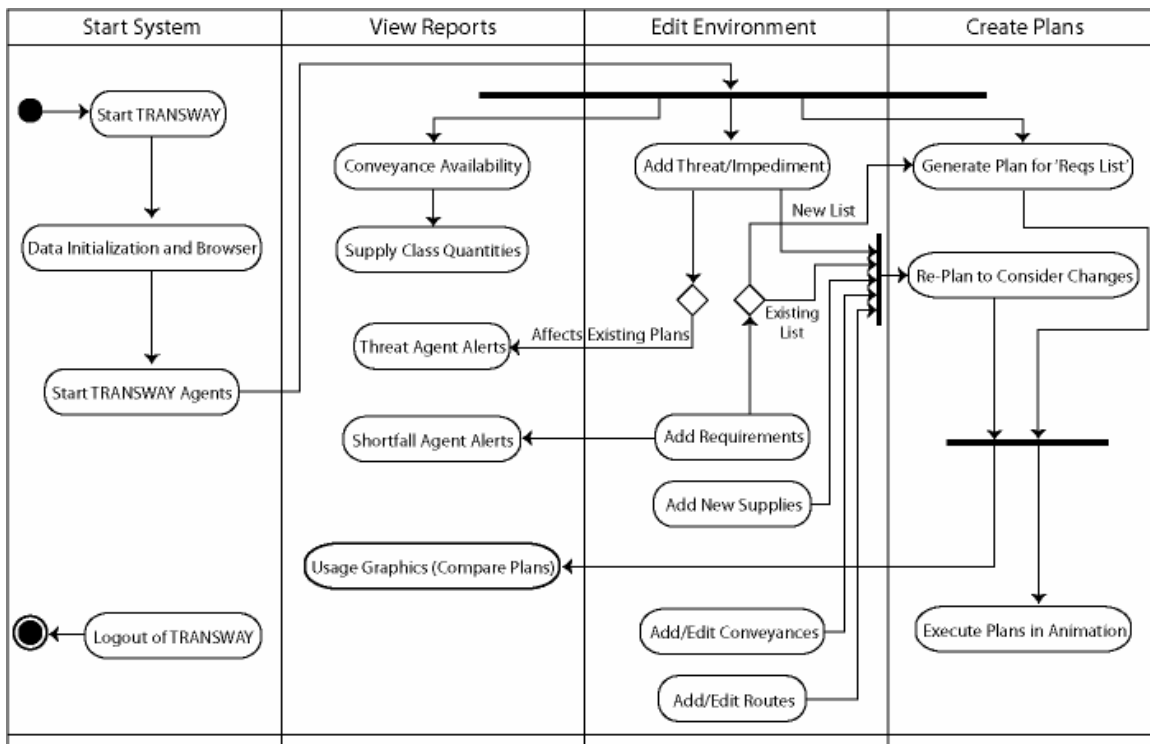 Start System
View Reports
Edit Environment
Create Plans
Start TRANSWAY
Conveyance Availability
Add Threat/Impediment
Generate Plan for 'Reqs List'
New List
Data Initialization and Browser
Supply Class Quantities
Re-Plan to Consider Changes
Existing
List
Affects Existing Plans
Threat Agent Alerts
Start TRANSWAY Agents
Shortfall Agent Alerts
Add Requirements
Add New Supplies
Usage Graphics (Compare Plans)
Logout of TRANSWAY
Add/Edit Conveyances
Execute Plans in Animation
Add/Edit Routes